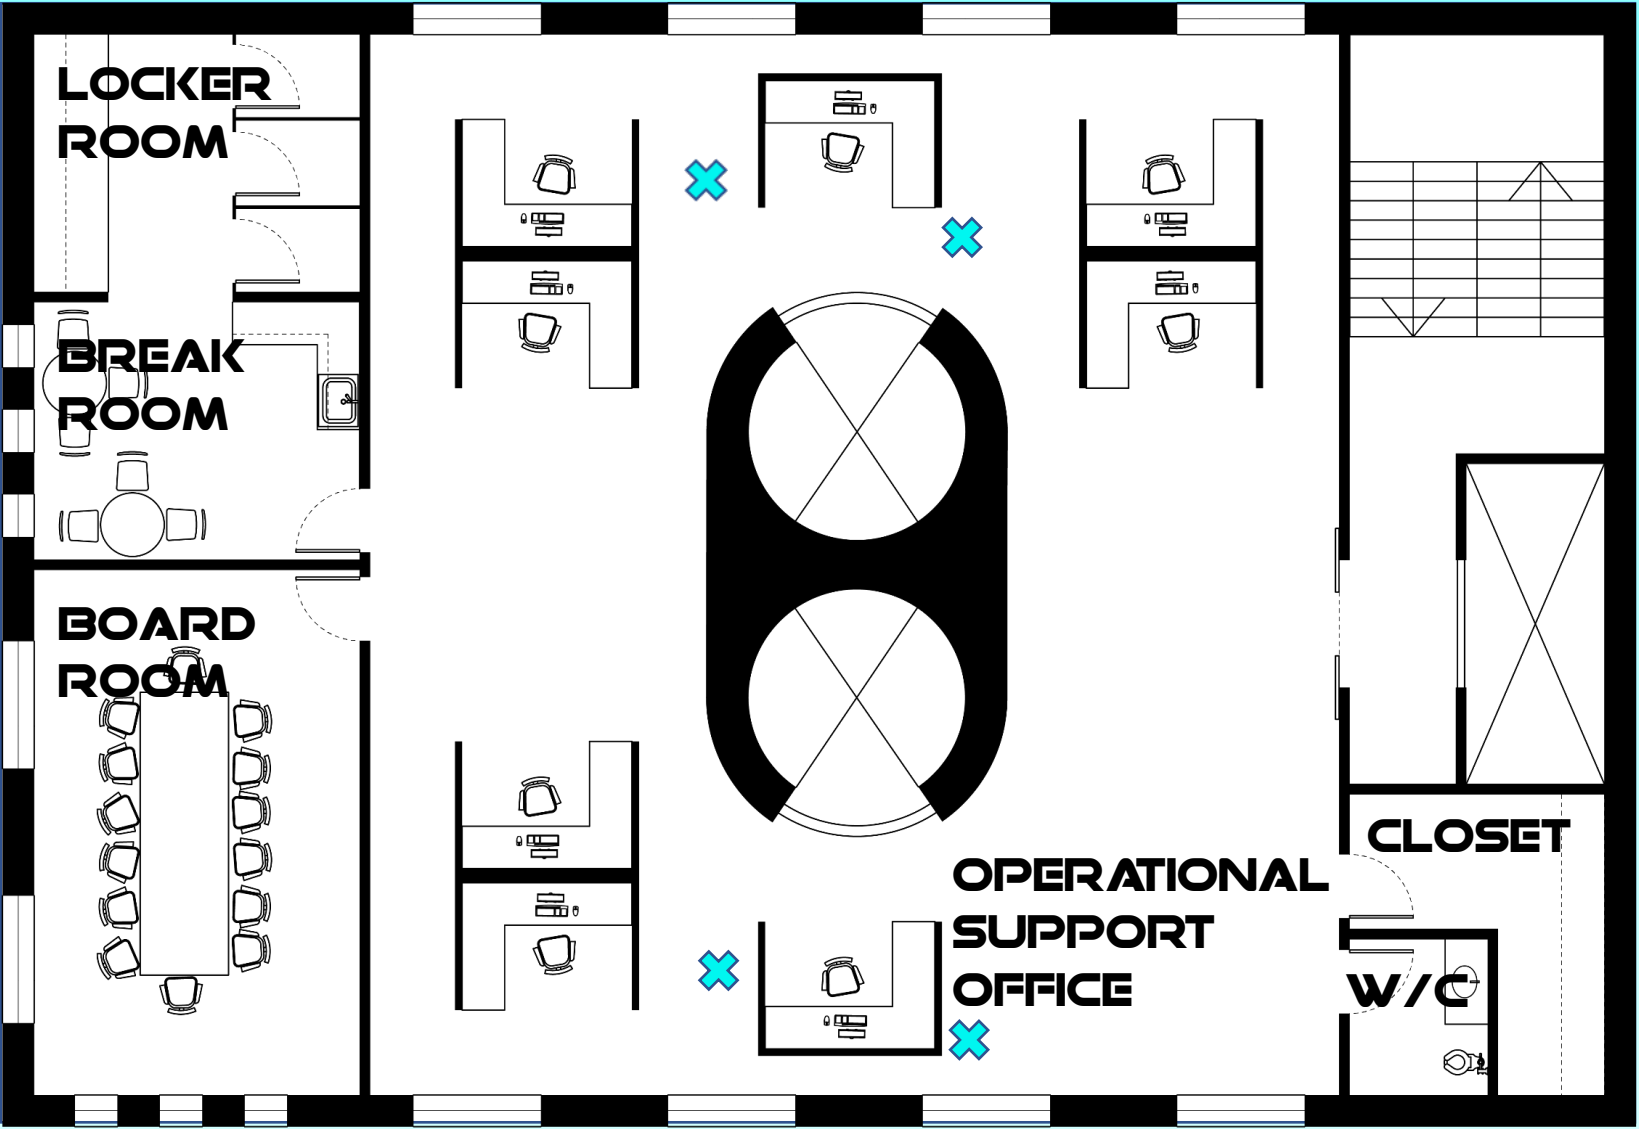 LOCKER
ROOM
BREAK
ROOM
BOARD
ROOM
OPERATIONAL
SUPPORT
OFFICE
CLOSET
W/C